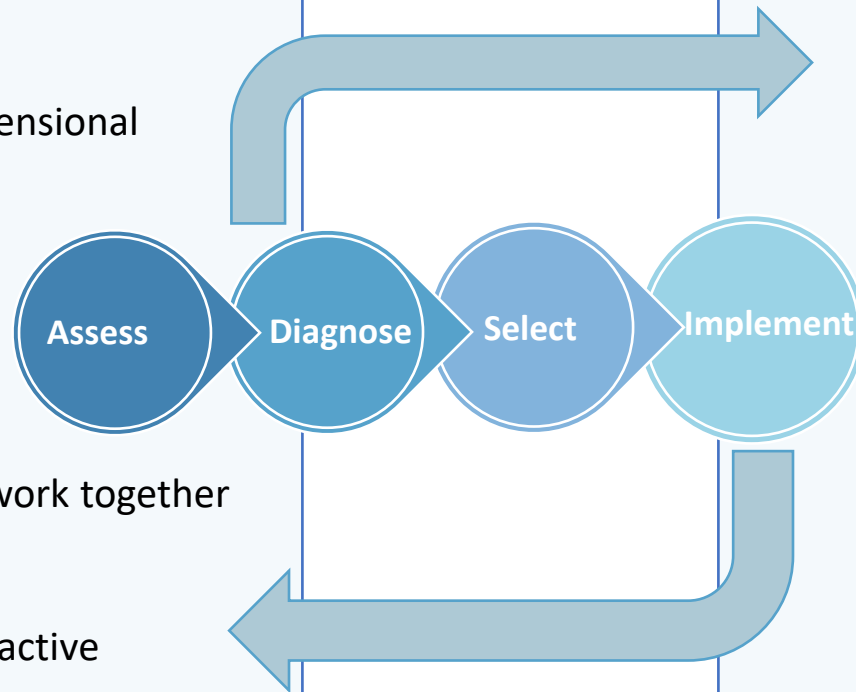 ensional
Assess
Diagnose
Select
Implement
work together
active